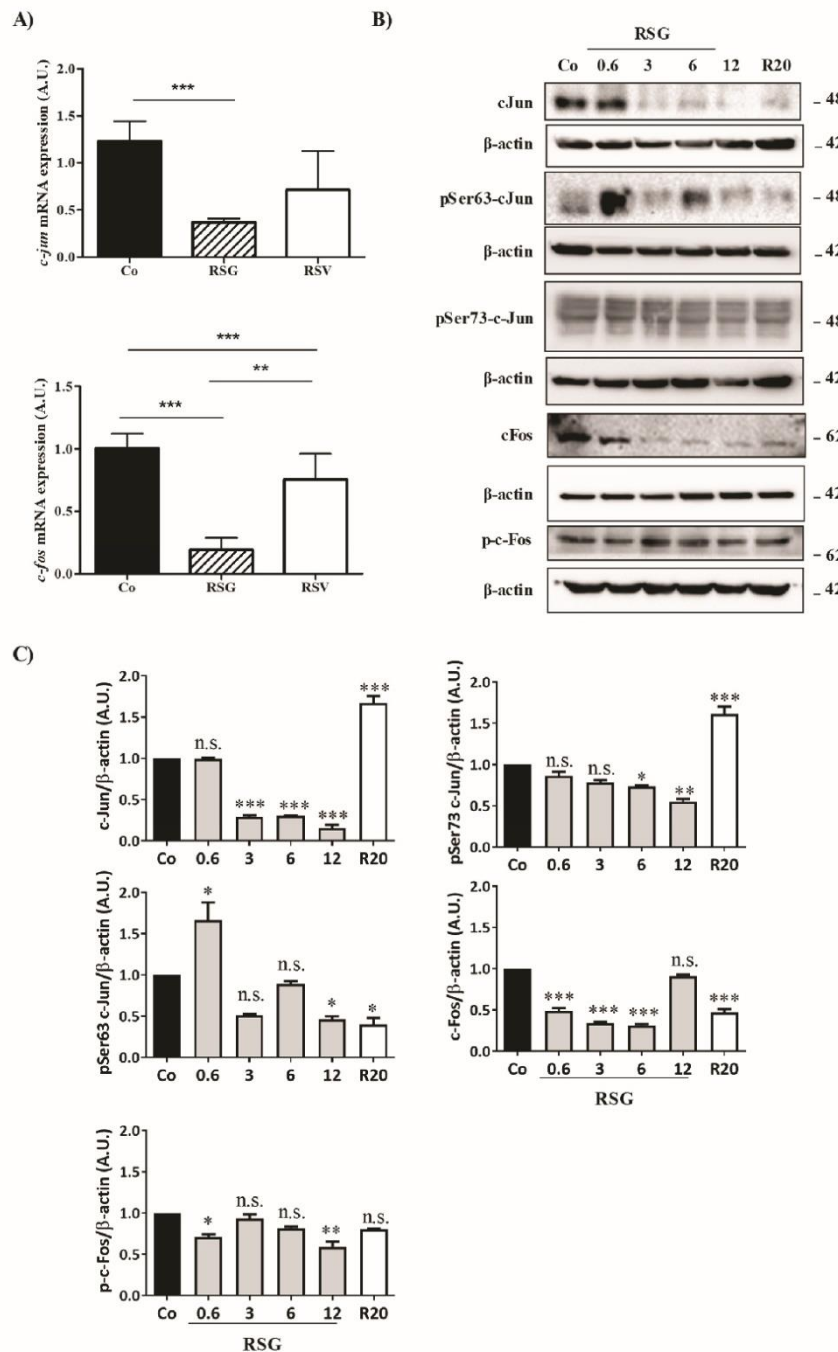 A)
c-jun mRNA expression (A.U.)
2.0
1.5
1.0
0.5
0.0
***
Co
RSG
RSV
c-fos mRNA expression (A.U.)
1.5
1.0
0.5
0.0
***
***
**
Co
RSG
RSV
B)
RSG
Co 0.6 3 6 12 R20
cJun - 48
β-actin - 42
pSer63-cJun - 48
β-actin - 42
pSer73-c-Jun - 48
β-actin - 42
cFos - 62
β-actin - 42
p-c-Fos - 62
β-actin - 42
C)
c-Jun/β-actin (A.U.)
2.0
1.5
1.0
0.5
0.0
n.s. *** *** *** ***
Co 0.6 3 6 12 R20
pSer73 c-Jun/β-actin (A.U.)
2.0
1.5
1.0
0.5
0.0
n.s. n.s. * ** ***
Co 0.6 3 6 12 R20
pSer63 c-Jun/β-actin (A.U.)
2.0
1.5
1.0
0.5
0.0
* n.s. n.s. * *
Co 0.6 3 6 12 R20
c-Fos/β-actin (A.U.)
2.0
1.5
1.0
0.5
0.0
*** *** *** n.s. ***
Co 0.6 3 6 12 R20
RSG
p-c-Fos/β-actin (A.U.)
2.0
1.5
1.0
0.5
0.0
* n.s. n.s. ** n.s.
Co 0.6 3 6 12 R20
RSG